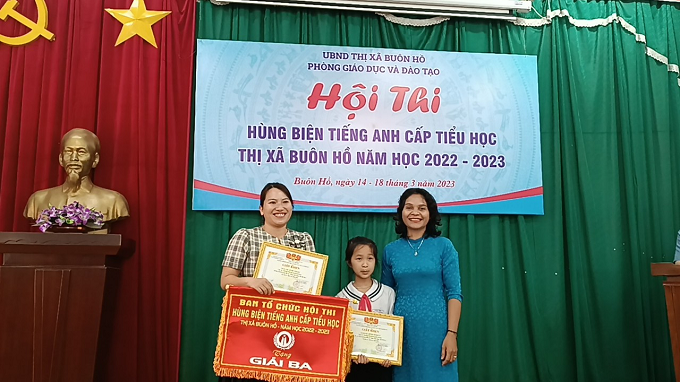 UBND THỊ XÃ BUÔN HỒ
PHÒNG GIÁO DỤC VÀ ĐÀO TẠO
Hội Thi
HÙNG BIỆN TIẾNG ANH CẤP TIỂU HỌC
THỊ XÃ BUÔN HỒ NĂM HỌC 2022 - 2023
Buôn Hồ, ngày 14 - 18 tháng 3 năm 2023
BAN TỔ CHỨC HỘI THI
HÙNG BIỆN TIẾNG ANH CẤP TIỂU HỌC
THỊ XÃ BUÔN HỒ - NĂM HỌC 2022 - 2023
Tặng
GIẢI BA